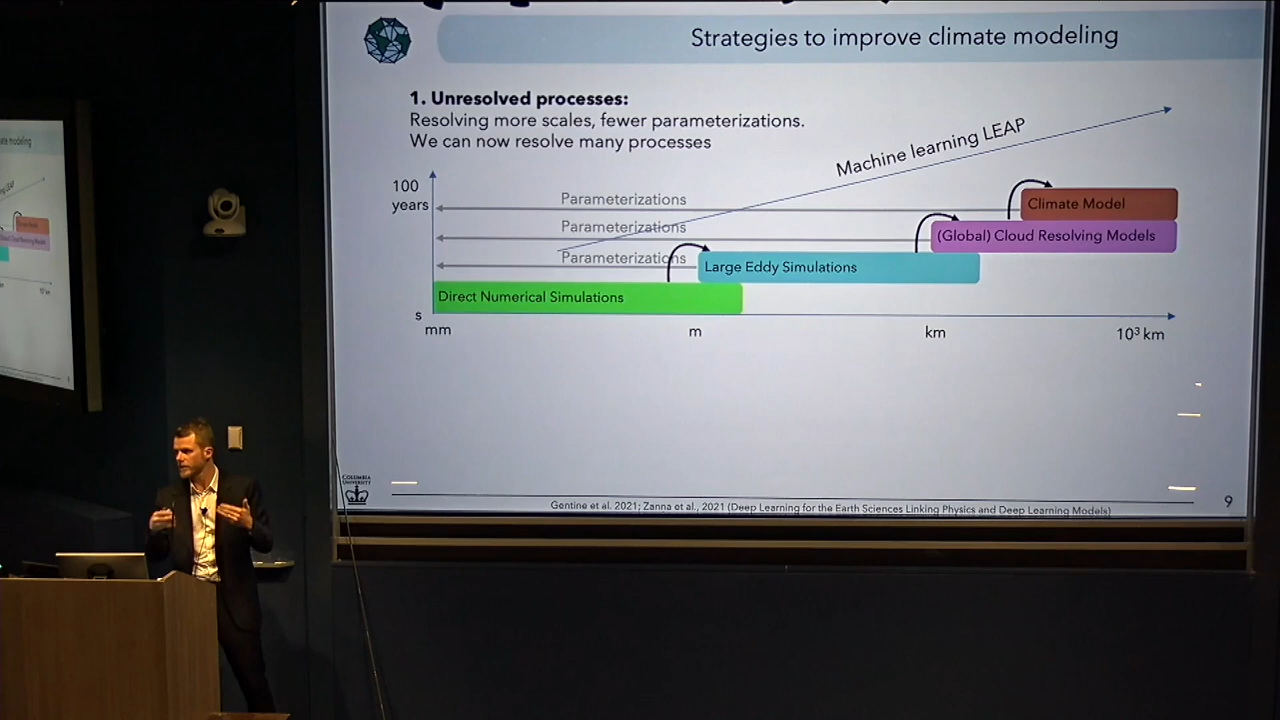 Strategies to improve climate modeling
1. Unresolved processes:
Resolving more scales, fewer parameterizations.
We can now resolve many processes
Machine learning LEAP
100
years
Parameterizations
Climate Model
Parameterizations
(Global) Cloud Resolving Models
Parameterizations
Large Eddy Simulations
Direct Numerical Simulations
s
mm
m
km
10³ km
COLUMBIA
UNIVERSITY
Gentine et al. 2021; Zanna et al., 2021 (Deep Learning for the Earth Sciences Linking Physics and Deep Learning Models)
9